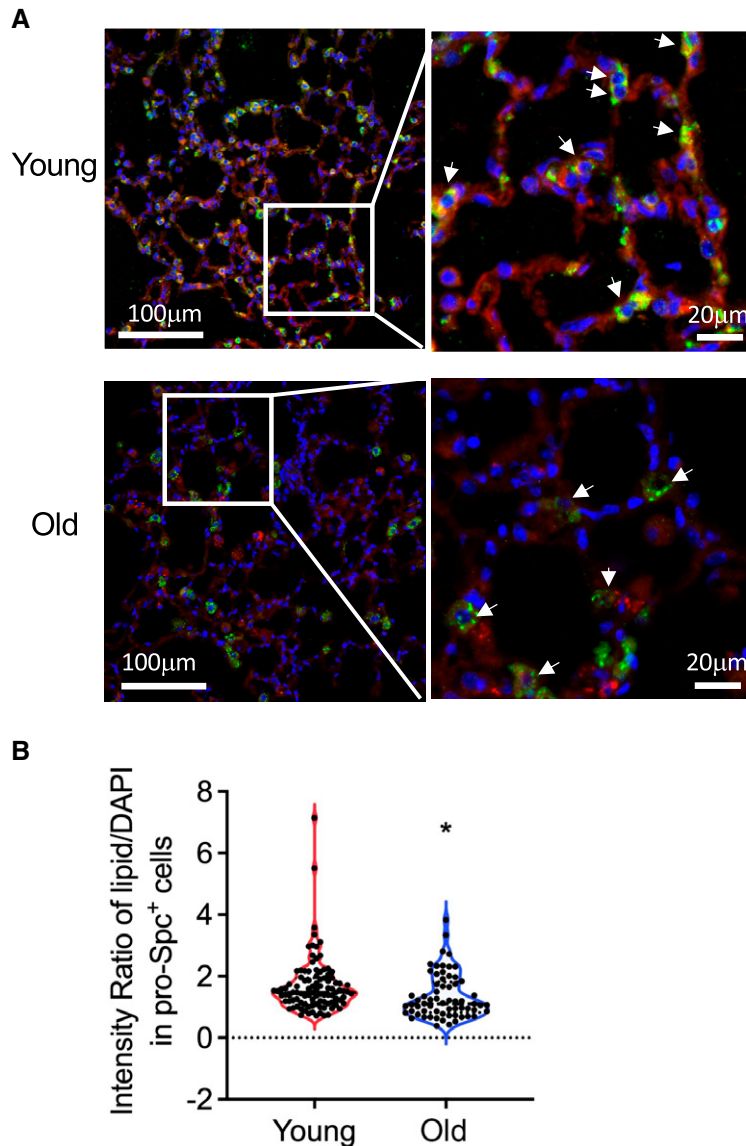 A
Young
100μm
20μm
Old
100μm
20μm
B
Intensity Ratio of lipid/DAPI
in pro-Spc⁺ cells
8
6
4
2
0
-2
*
Young
Old